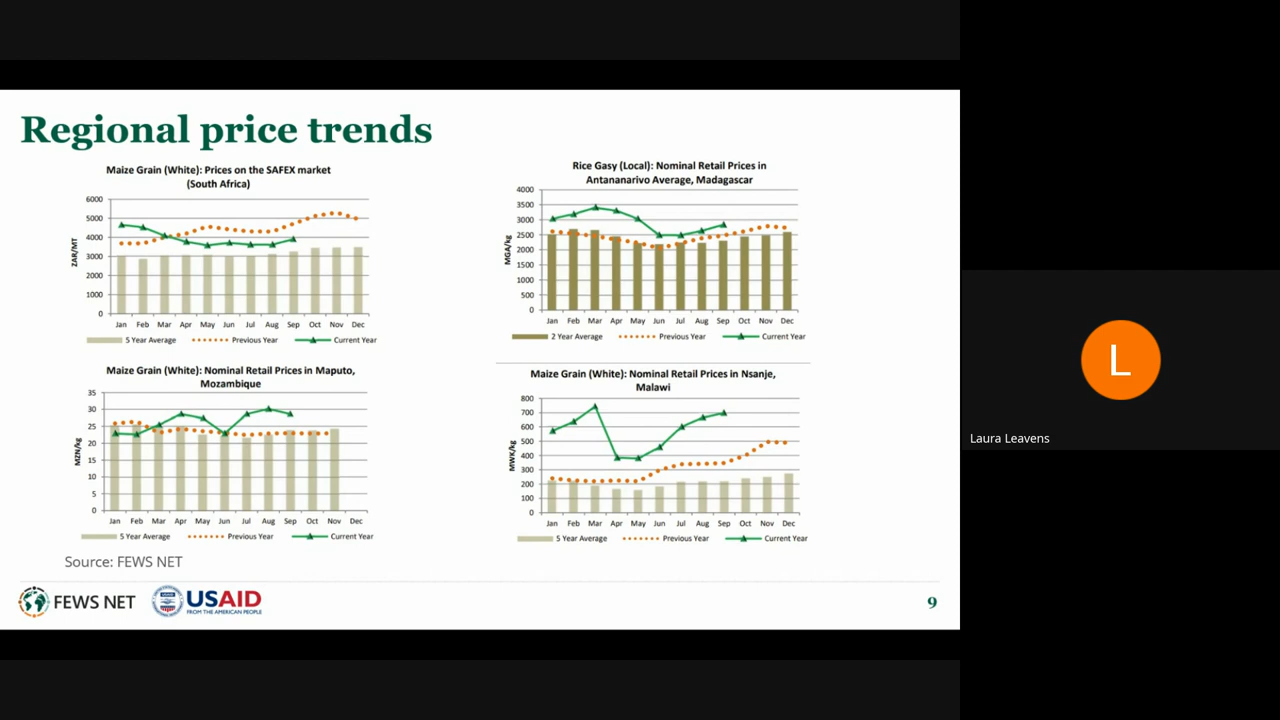 Regional price trends
Maize Grain (White): Prices on the SAFEX market
(South Africa)
6000
5000
4000
3000
2000
1000
0
ZAR/MT
Jan Feb Mar Apr May Jun Jul Aug Sep Oct Nov Dec
5 Year Average Previous Year Current Year
Rice Gasy (Local): Nominal Retail Prices in
Antananarivo Average, Madagascar
4000
3500
3000
2500
2000
1500
1000
500
0
MGA/kg
Jan Feb Mar Apr May Jun Jul Aug Sep Oct Nov Dec
2 Year Average Previous Year Current Year
Maize Grain (White): Nominal Retail Prices in Maputo,
Mozambique
35
30
25
20
15
10
5
0
MZN/kg
Jan Feb Mar Apr May Jun Jul Aug Sep Oct Nov Dec
5 Year Average Previous Year Current Year
Maize Grain (White): Nominal Retail Prices in Nsanje,
Malawi
800
700
600
500
400
300
200
100
0
MWK/kg
Jan Feb Mar Apr May Jun Jul Aug Sep Oct Nov Dec
5 Year Average Previous Year Current Year
Source: FEWS NET
FEWS NET
USAID
FROM THE AMERICAN PEOPLE
9
L
Laura Leavens